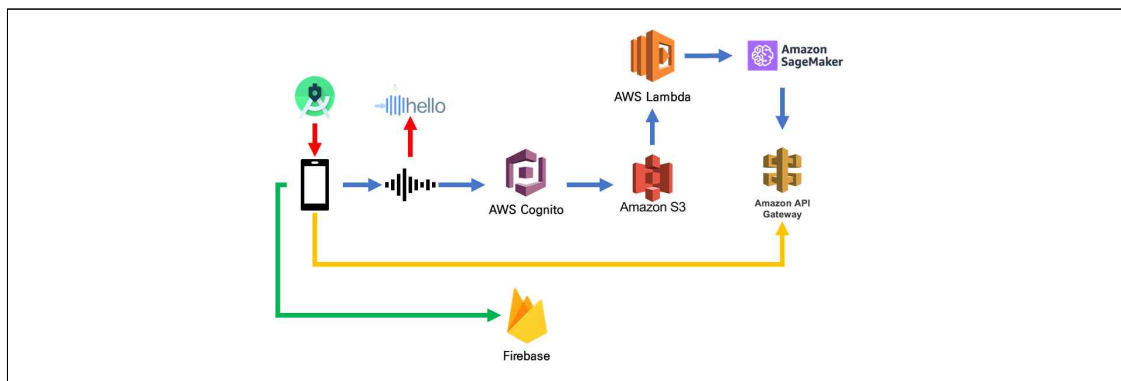 Amazon
SageMaker
AWS Lambda
hello
AWS Cognito
Amazon S3
Amazon API
Gateway
Firebase